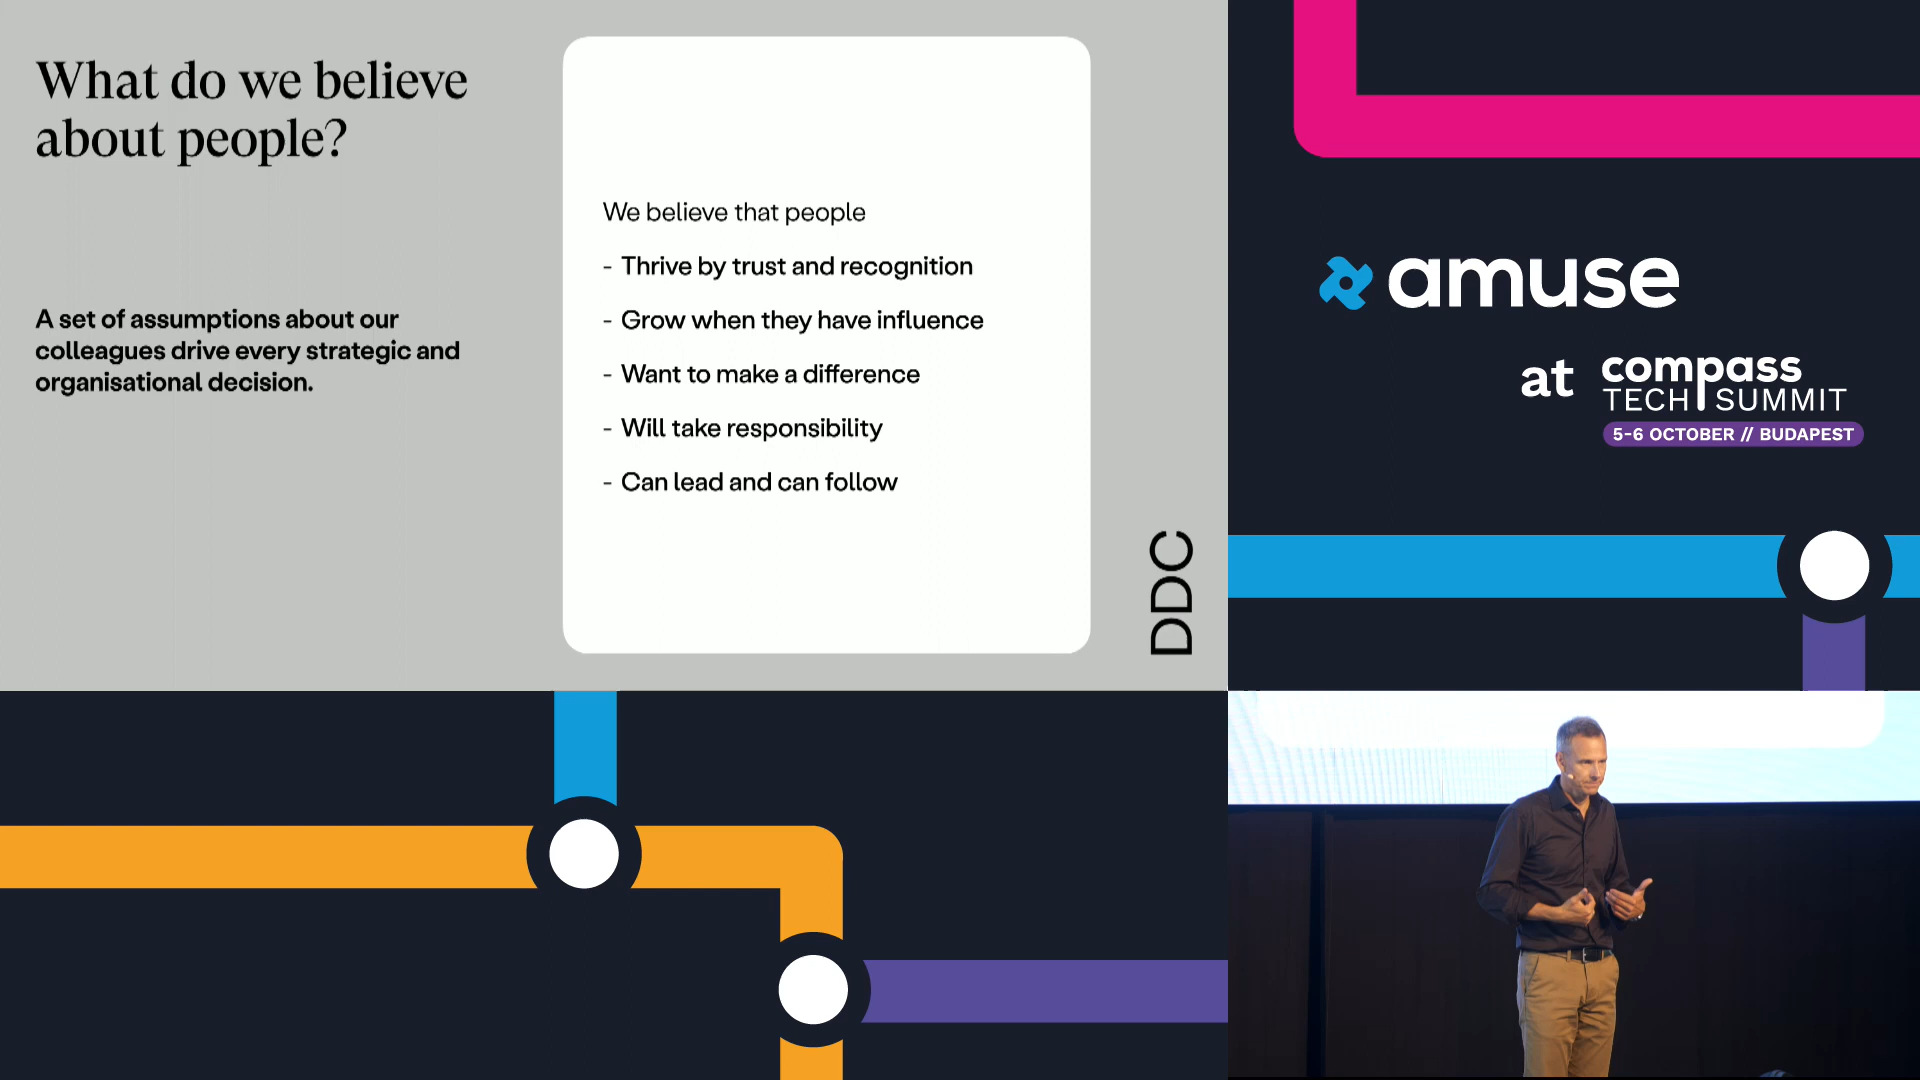 What do we believe
about people?
A set of assumptions about our
colleagues drive every strategic and
organisational decision.
We believe that people
- Thrive by trust and recognition
- Grow when they have influence
- Want to make a difference
- Will take responsibility
- Can lead and can follow
DDC
amuse
at compass
TECH SUMMIT
5-6 OCTOBER // BUDAPEST